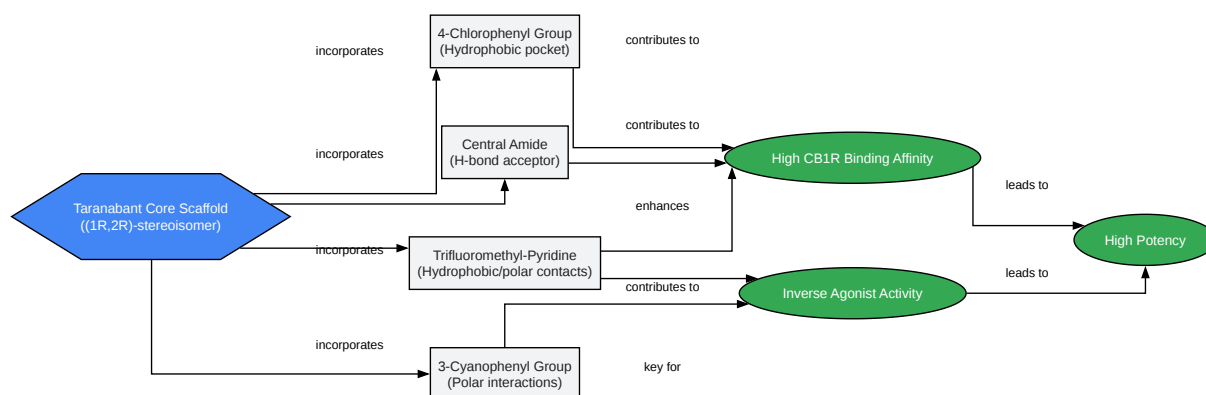 4-Chlorophenyl Group
(Hydrophobic pocket)
incorporates
contributes to
contributes to
Central Amide
(H-bond acceptor)
incorporates
High CB1R Binding Affinity
leads to
Taranabant Core Scaffold
((1R,2R)-stereoisomer)
enhances
High Potency
incorporates
Trifluoromethyl-Pyridine
(Hydrophobic/polar contacts)
leads to
contributes to
Inverse Agonist Activity
incorporates
3-Cyanophenyl Group
(Polar interactions)
key for